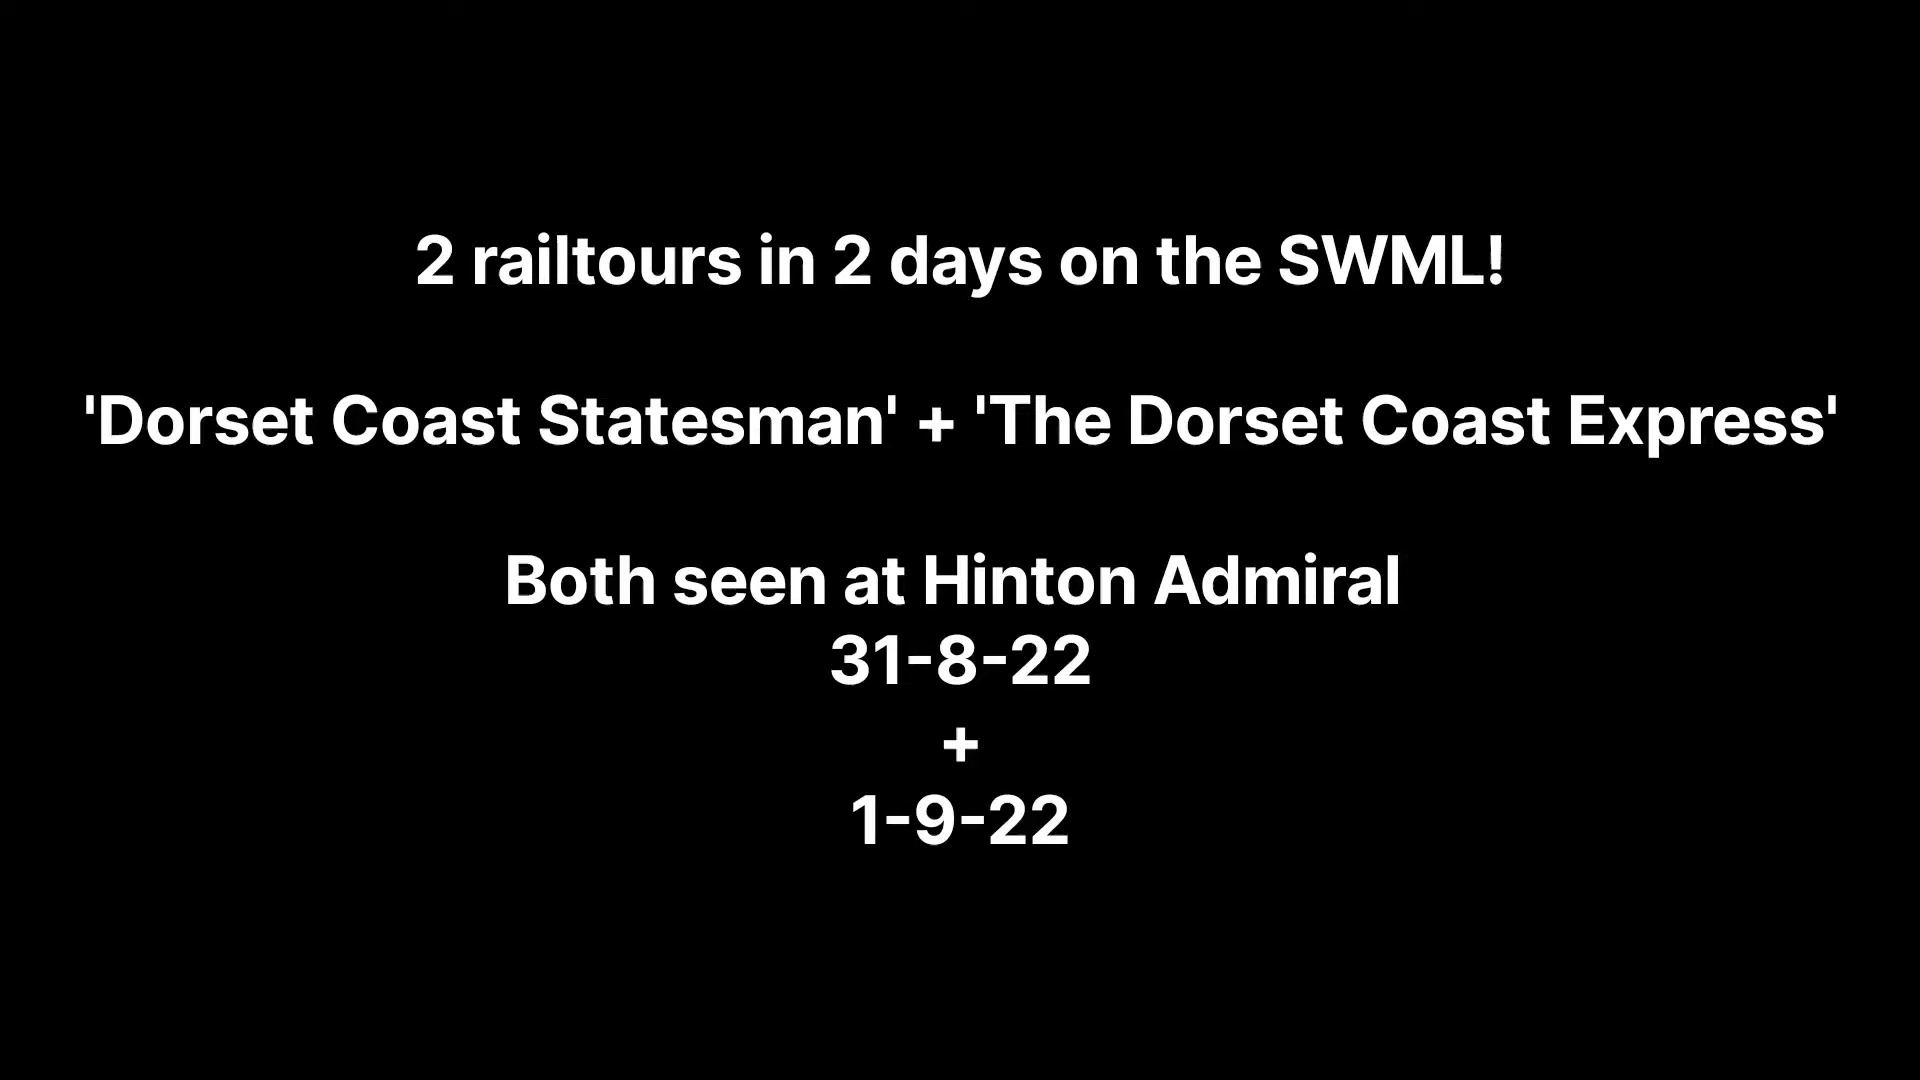 2 railtours in 2 days on the SWML!
'Dorset Coast Statesman' + 'The Dorset Coast Express'
Both seen at Hinton Admiral
31-8-22
+
1-9-22